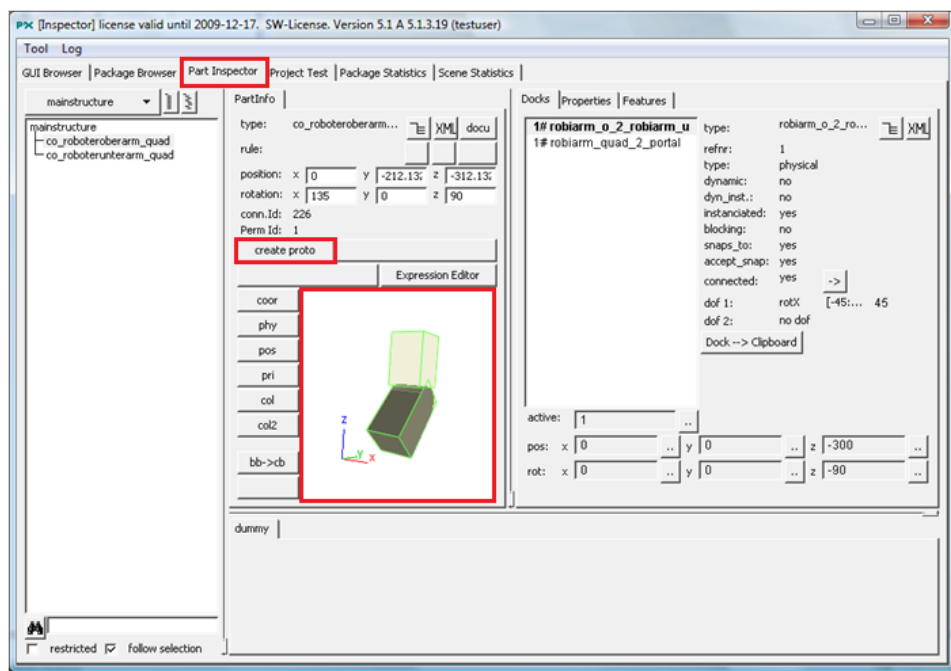 [Inspector] license valid until 2009-12-17. SW-License. Version 5.1 A 5.1.3.19 (testuser)
Tool Log
GUI Browser Package Browser Part Inspector Project Test Package Statistics Scene Statistics
mainstructure
mainstructure
co_roboteroberarm_quad
co_roboterunterarm_quad
restricted follow selection
PartInfo
type: co_roboteroberarm... XML docu
rule:
position: x 0 y -212.132 z -312.132
rotation: x 135 y 0 z 90
conn.Id: 226
Perm Id: 1
create proto
Expression Editor
coor
phy
pos
pri
col
col2
bb->cb
z
y
x
Docks Properties Features
1# robiarm_o_2_robiarm_u
1# robiarm_quad_2_portal
type: robiarm_o_2_ro... XML
refnr: 1
type: physical
dynamic: no
dyn_inst.: no
instanciated: yes
blocking: no
snaps_to: yes
accept_snap: yes
connected: yes ->
dof 1: rotX [-45:... 45
dof 2: no dof
Dock --> Clipboard
active: 1 ..
pos: x 0 .. y 0 .. z -300 ..
rot: x 0 .. y 0 .. z -90 ..
dummy